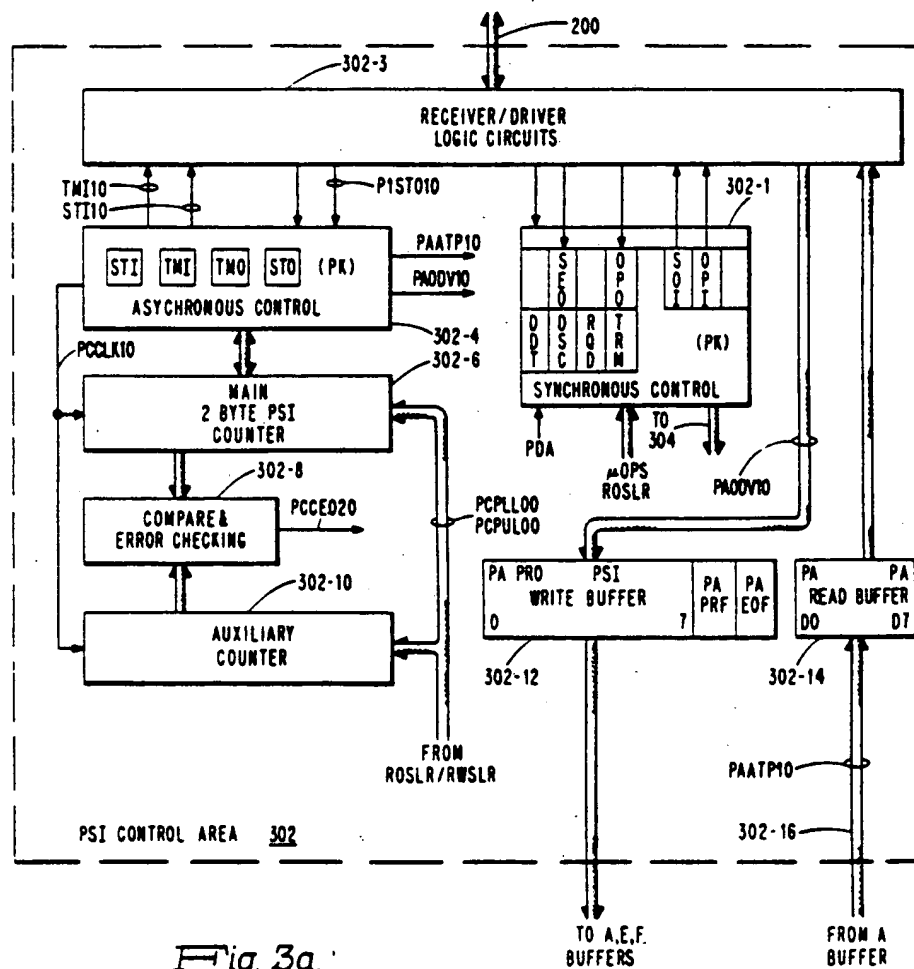 200
302-3
RECEIVER/DRIVER
LOGIC CIRCUITS
TMI10
STI10
P1STO10
302-1
PAATP10
PAODV10
STI TMI TMO STO (PK)
ASYCHRONOUS CONTROL
302-4
PCCLK10
302-6
SEO OPO SOI OPI
DDT DSC RQD TRM (PK)
SYNCHRONOUS CONTROL
MAIN
2 BYTE PSI
COUNTER
PDA
µOPS
ROSLR
TO
304
PAODV10
302-8
COMPARE &
ERROR CHECKING
PCCEO20
PCPLL00
PCPUL00
302-10
AUXILIARY
COUNTER
PA PRO PSI
WRITE BUFFER
0 7
PA
PRF
PA
EOF
PA PA
READ BUFFER
D0 D7
302-12
302-14
FROM
ROSLR/RWSLR
PAATP10
302-16
PSI CONTROL AREA 302
TO A,E,F.
BUFFERS
FROM A
BUFFER
Fig. 3a.